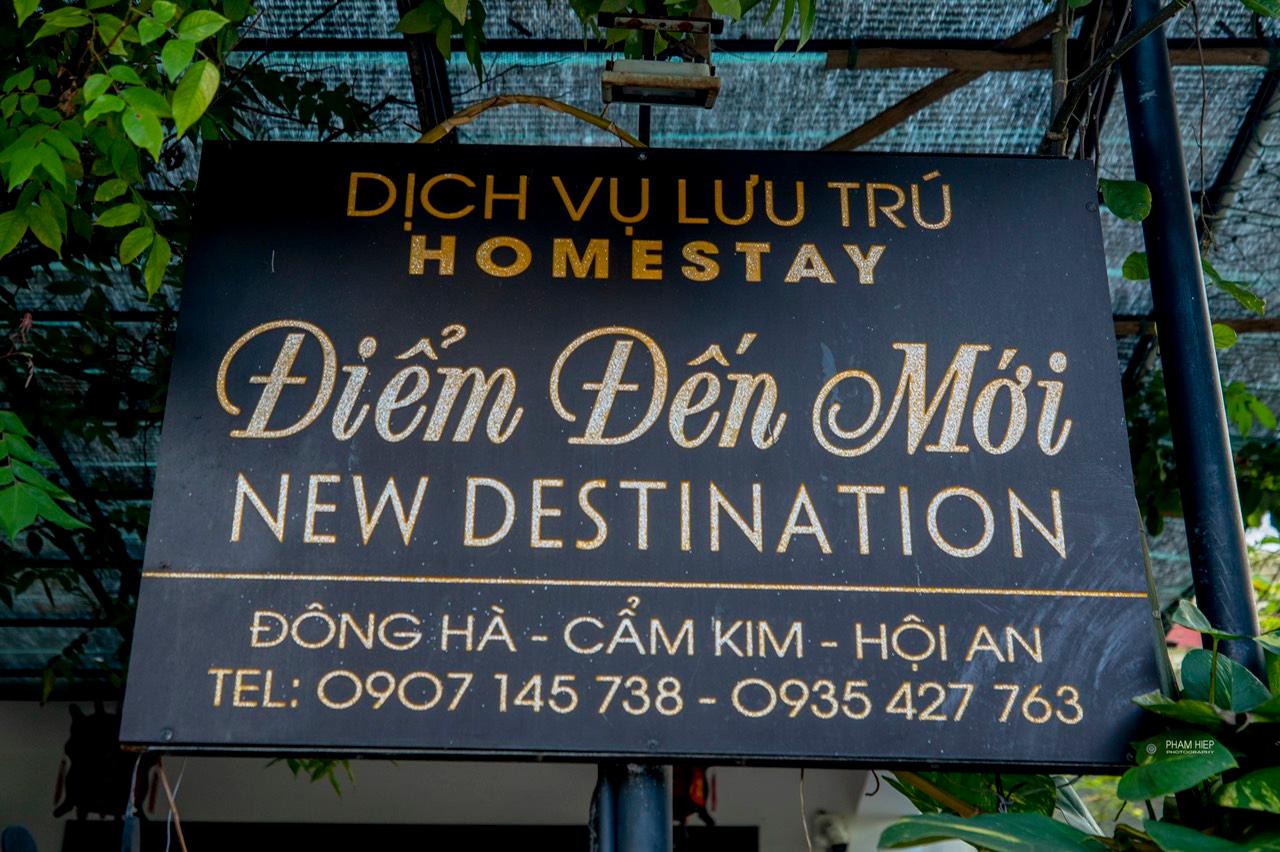 DỊCH VỤ LƯU TRÚ
HOMESTAY
Điểm Đến Mới
NEW DESTINATION
ĐÔNG HÀ - CẨM KIM - HỘI AN
TEL: 0907 145 738 - 0935 427 763
PHAM HIEP
PHOTOGRAPHY